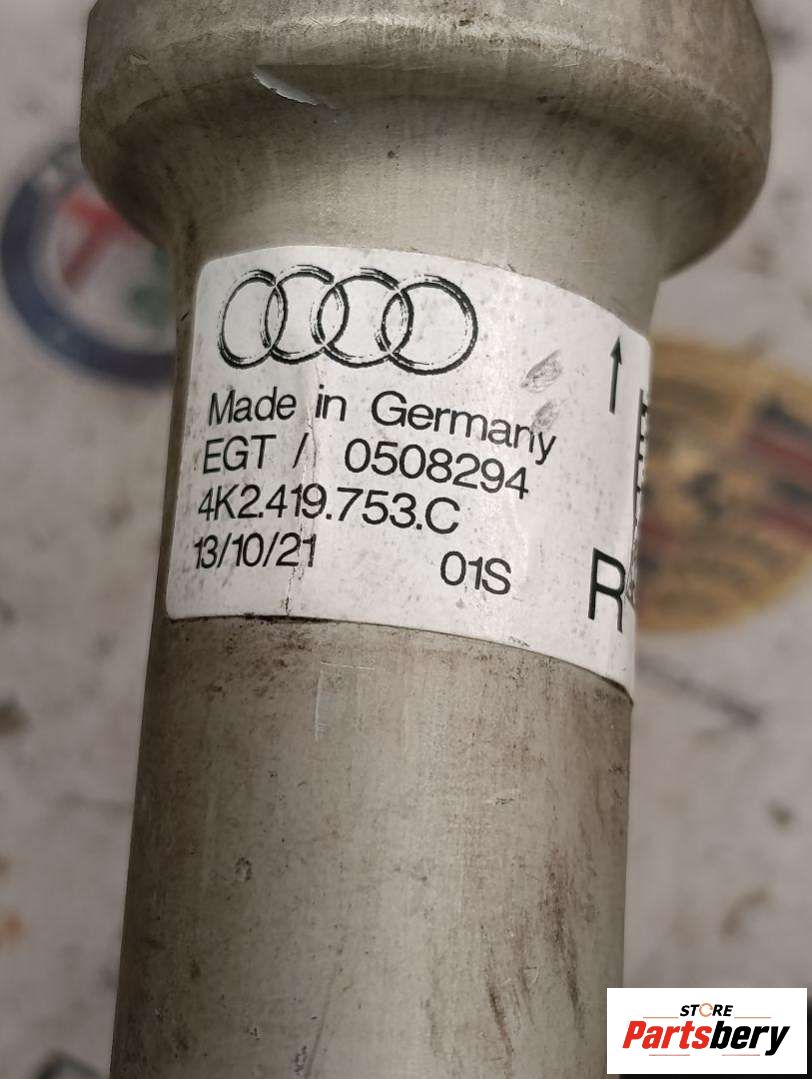 Made in Germany
EGT / 0508294
4K2.419.753.C
13/10/21 01S
R
STORE
Partsbery